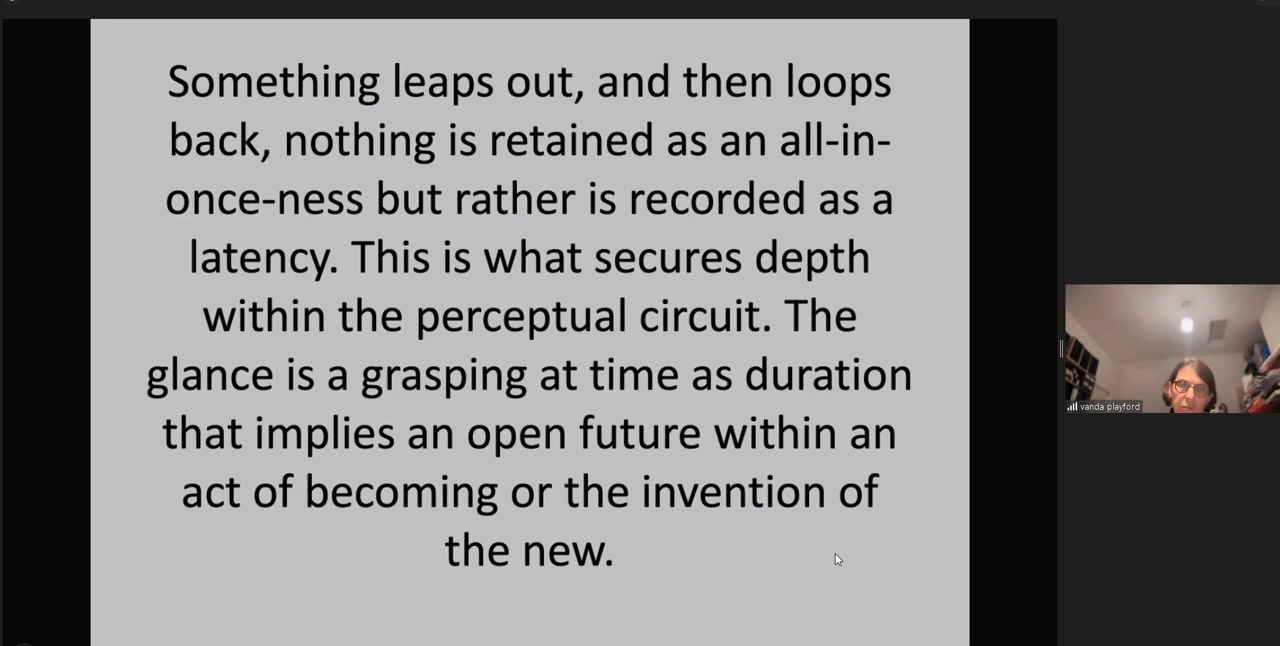 Something leaps out, and then loops
back, nothing is retained as an all-in-
once-ness but rather is recorded as a
latency. This is what secures depth
within the perceptual circuit. The
glance is a grasping at time as duration
that implies an open future within an
act of becoming or the invention of
the new.
vanda playford